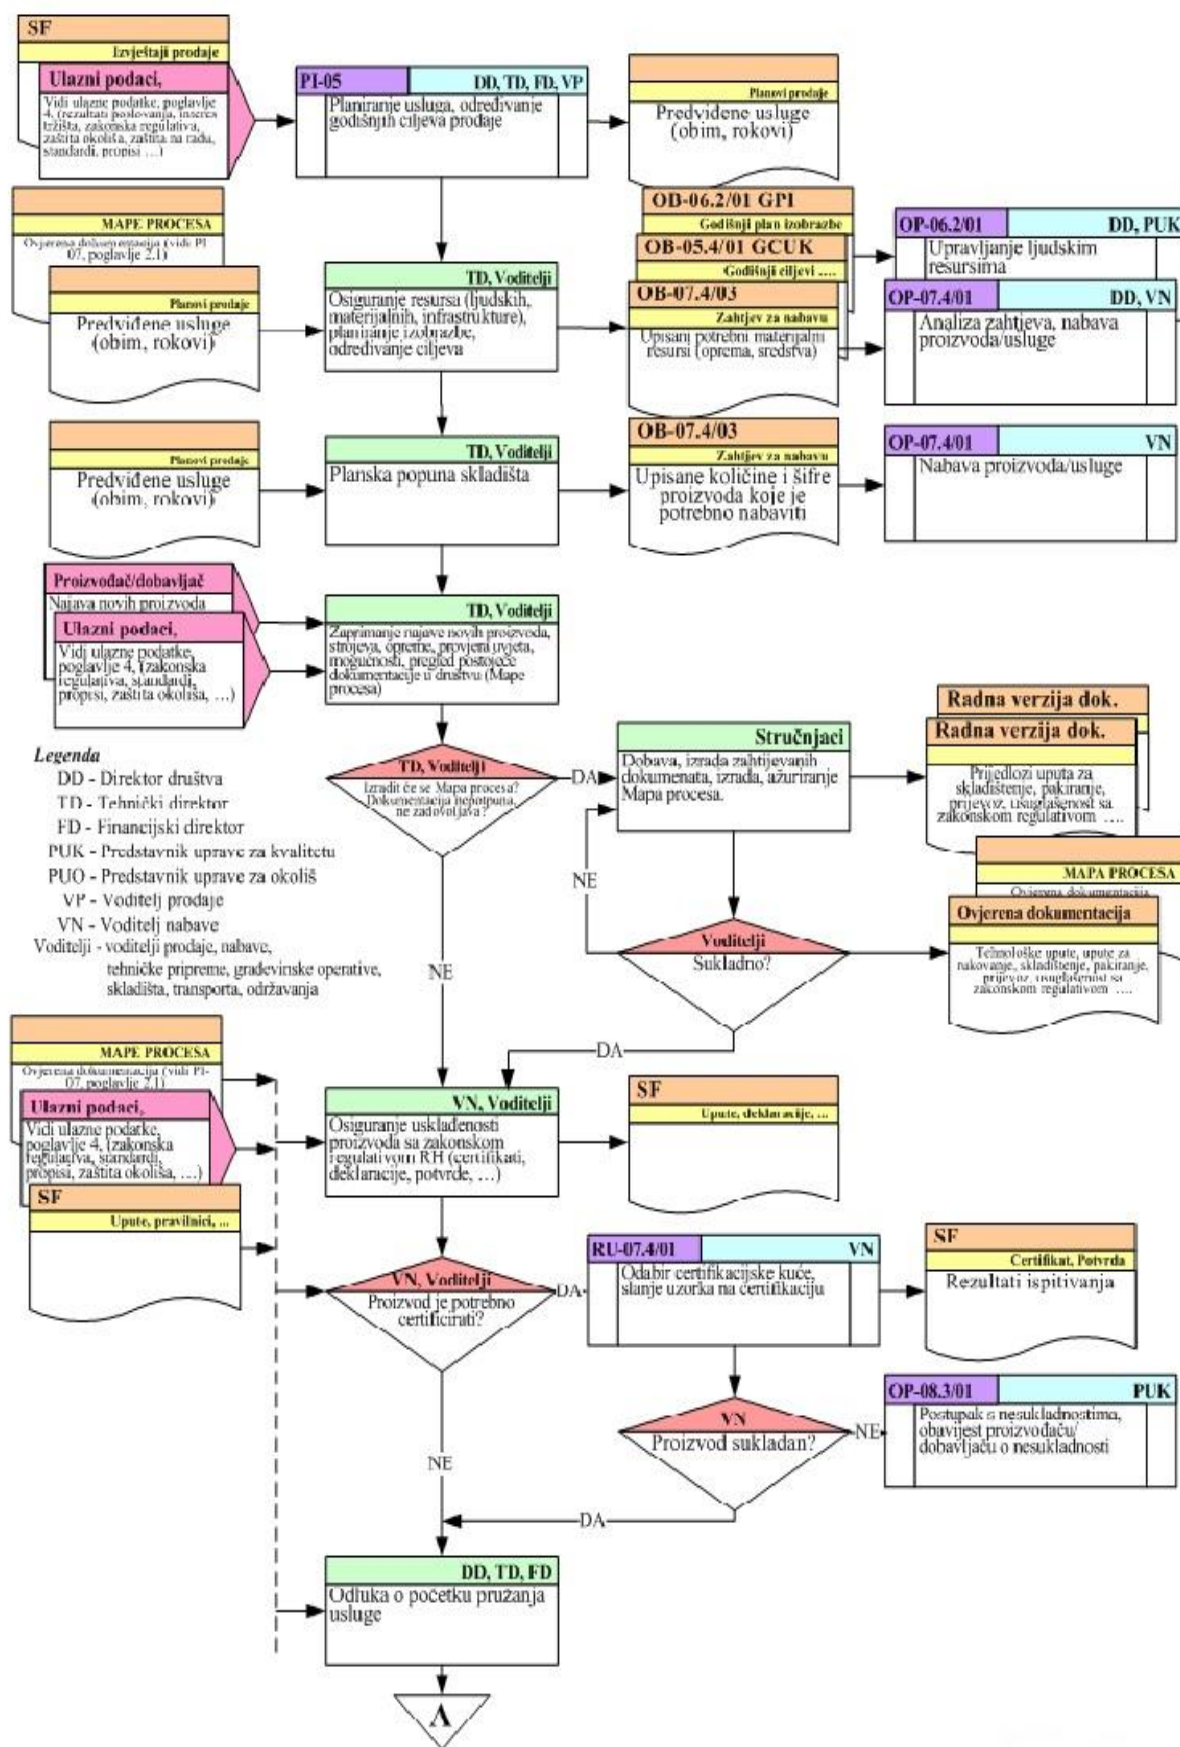 SF
Izvještaji prodaje
Ulazni podaci,
Vidi ulazne podatke, poglavlje
4, (rezultati poslovanja, interes
tržišta, zakonska regulativa,
zaštita okoliša, zaštita na radu,
standardi, propisi …)
PI-05
DD, TD, FD, VP
Planiranje usluga, određivanje
godišnjih ciljeva prodaje
Planovi prodaje
Predviđene usluge
(obim, rokovi)
MAPE PROCESA
Ovjerena dokumentacija (vidi PI-
07, poglavlje 2.1)
Planovi prodaje
Predviđene usluge
(obim, rokovi)
TD, Voditelji
Osiguranje resursa (ljudskih,
materijalnih, infrastrukture),
planiranje izobrazbe,
određivanje ciljeva
OB-06.2/01 GPI
Godišnji plan izobrazbe
OB-05.4/01 GCUK
Godišnji ciljevi ….
OB-07.4/03
Zahtjev za nabavu
Upisani potrebni materijalni
resursi (oprema, sredstva)
OP-06.2/01
DD, PUK
Upravljanje ljudskim
resursima
OP-07.4/01
DD, VN
Analiza zahtjeva, nabava
proizvoda/usluge
Planovi prodaje
Predviđene usluge
(obim, rokovi)
TD, Voditelji
Planska popuna skladišta
OB-07.4/03
Zahtjev za nabavu
Upisane količine i šifre
proizvoda koje je
potrebno nabaviti
OP-07.4/01
VN
Nabava proizvoda/usluge
Proizvođač/dobavljač
Najava novih proizvoda
Ulazni podaci,
Vidi ulazne podatke,
poglavlje 4, (zakonska
regulativa, standardi,
propisi, zaštita okoliša, …)
TD, Voditelji
Zaprimanje najave novih proizvoda,
strojeva, opreme, provjera uvjeta,
mogućnosti, pregled postojeće
dokumentacije u društvu (Mape
procesa)
Legenda
DD - Direktor društva
TD - Tehnički direktor
FD - Financijski direktor
PUK - Predstavnik uprave za kvalitetu
PUO - Predstavnik uprave za okoliš
VP - Voditelj prodaje
VN - Voditelj nabave
Voditelji - voditelji prodaje, nabave,
tehničke pripreme, građevinske operative,
skladišta, transporta, održavanja
TD, Voditelji
Izradit će se Mapa procesa?
Dokumentacija nepotpuna,
ne zadovoljava ?
DA
Stručnjaci
Dobava, izrada zahtijevanih
dokumenata, izrada, ažuriranje
Mapa procesa.
Radna verzija dok.
Radna verzija dok.
Prijedlozi uputa za
skladištenje, pakiranje,
prijevoz, usuglašenost sa
zakonskom regulativom ….
NE
MAPA PROCESA
Ovjerena dokumentacija
Voditelji
Sukladno?
Ovjerena dokumentacija
Tehnološke upute, upute za
rukovanje, skladištenje, pakiranje,
prijevoz, usuglašenost sa
zakonskom regulativom ….
NE
DA
MAPE PROCESA
Ovjerena dokumentacija (vidi PI-
07, poglavlje 2.1)
Ulazni podaci,
Vidi ulazne podatke,
poglavlje 4, (zakonska
regulativa, standardi,
propisi, zaštita okoliša, ….)
SF
Upute, pravilnici, ...
VN, Voditelji
Osiguranje usklađenosti
proizvoda sa zakonskom
regulativom RH (certifikati,
deklaracije, potvrde, …)
SF
Upute, deklaracije, ...
VN, Voditelji
Proizvod je potrebno
certificirati?
DA
RU-07.4/01
VN
Odabir certifikacijske kuće,
slanje uzorka na certifikaciju
SF
Certifikat, Potvrda
Rezultati ispitivanja
VN
Proizvod sukladan?
NE
OP-08.3/01
PUK
Postupak s nesukladnostima,
obavijest proizvođaču/
dobavljaču o nesukladnosti
NE
DA
DD, TD, FD
Odluka o početku pružanja
usluge
A